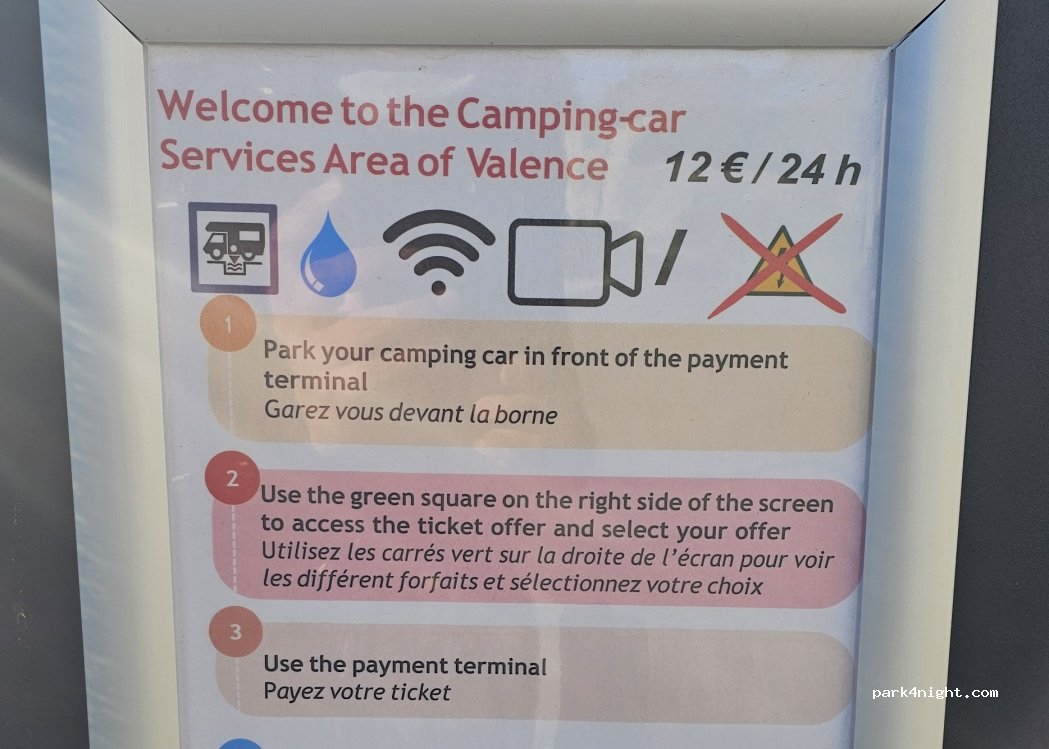 Welcome to the Camping-car
Services Area of Valence
12 € / 24 h
/
1
Park your camping car in front of the payment
terminal
Garez vous devant la borne
2
Use the green square on the right side of the screen
to access the ticket offer and select your offer
Utilisez les carrés vert sur la droite de l'écran pour voir
les différent forfaits et sélectionnez votre choix
3
Use the payment terminal
Payez votre ticket
park4night.com